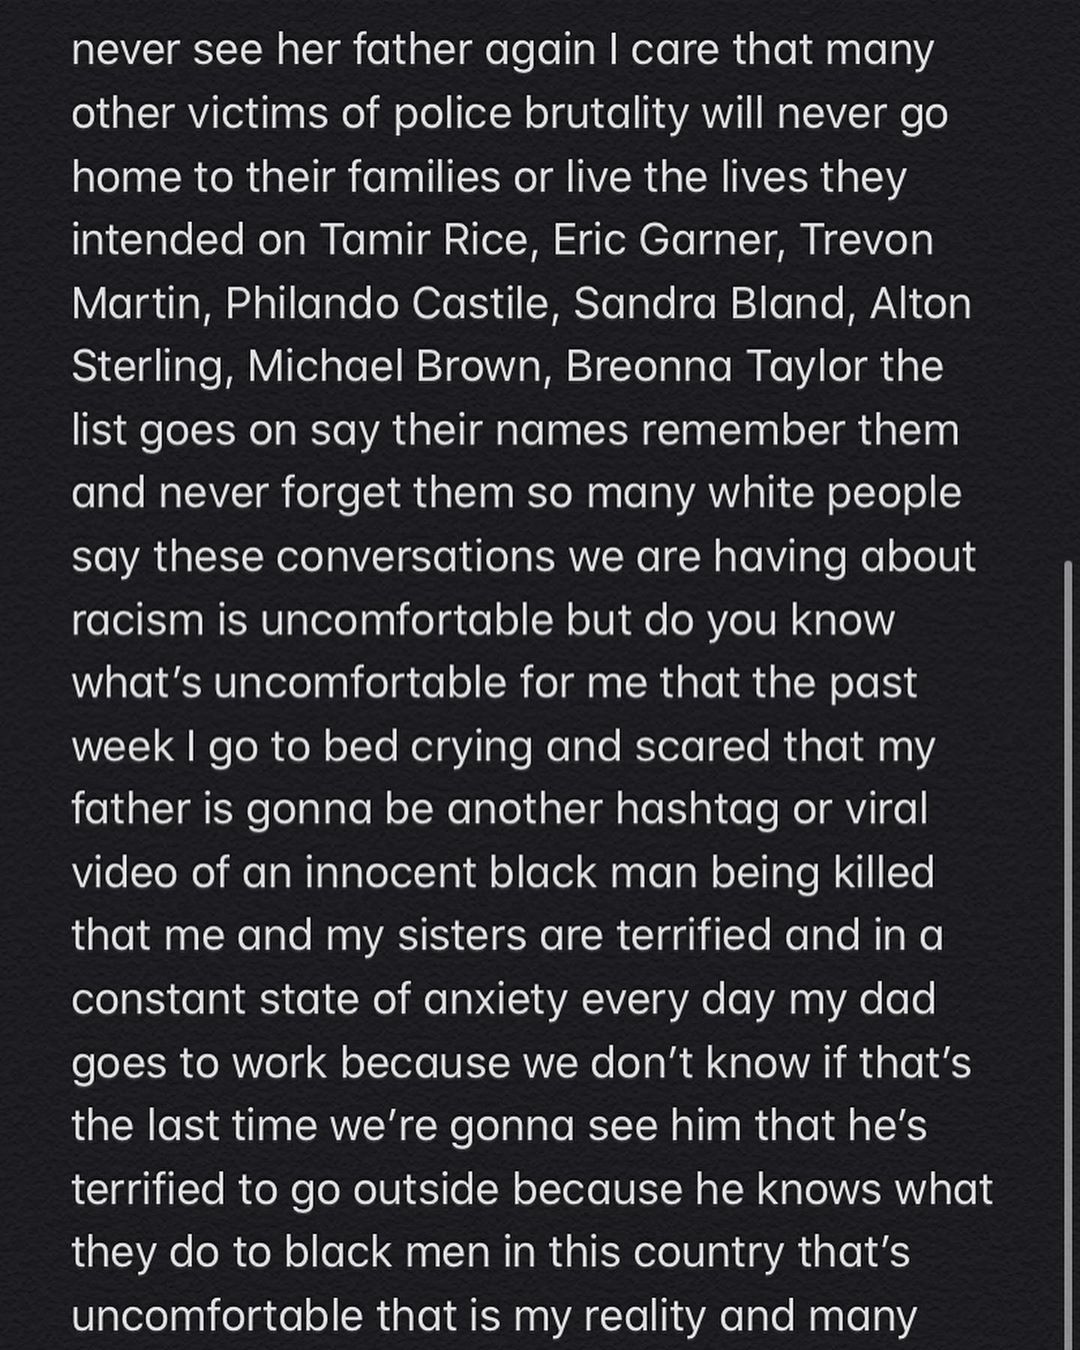 never see her father again I care that many
other victims of police brutality will never go
home to their families or live the lives they
intended on Tamir Rice, Eric Garner, Trevon
Martin, Philando Castile, Sandra Bland, Alton
Sterling, Michael Brown, Breonna Taylor the
list goes on say their names remember them
and never forget them so many white people
say these conversations we are having about
racism is uncomfortable but do you know
what’s uncomfortable for me that the past
week I go to bed crying and scared that my
father is gonna be another hashtag or viral
video of an innocent black man being killed
that me and my sisters are terrified and in a
constant state of anxiety every day my dad
goes to work because we don’t know if that’s
the last time we’re gonna see him that he’s
terrified to go outside because he knows what
they do to black men in this country that’s
uncomfortable that is my reality and many